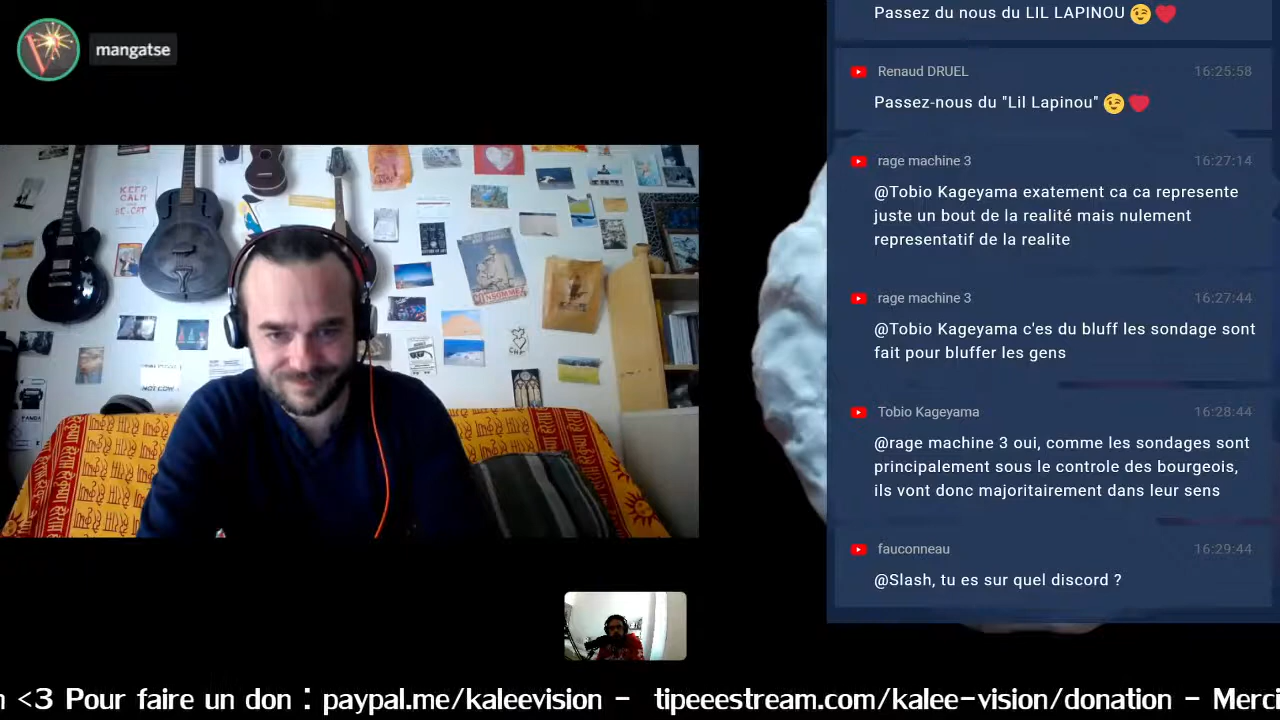 mangatse
Passez du nous du LIL LAPINOU 😉❤️
Renaud DRUEL 16:25:58
Passez-nous du "Lil Lapinou" 😉❤️
rage machine 3 16:27:14
@Tobio Kageyama exatement ca ca represente
juste un bout de la realité mais nulement
representatif de la realite
rage machine 3 16:27:44
@Tobio Kageyama c'es du bluff les sondage sont
fait pour bluffer les gens
Tobio Kageyama 16:28:44
@rage machine 3 oui, comme les sondages sont
principalement sous le controle des bourgeois,
ils vont donc majoritairement dans leur sens
fauconneau 16:29:44
@Slash, tu es sur quel discord ?
KEEP
CALM
AND
CONSOMMEZ
<3 Pour faire un don : paypal.me/kaleevision - tipeeestream.com/kalee-vision/donation - Merci